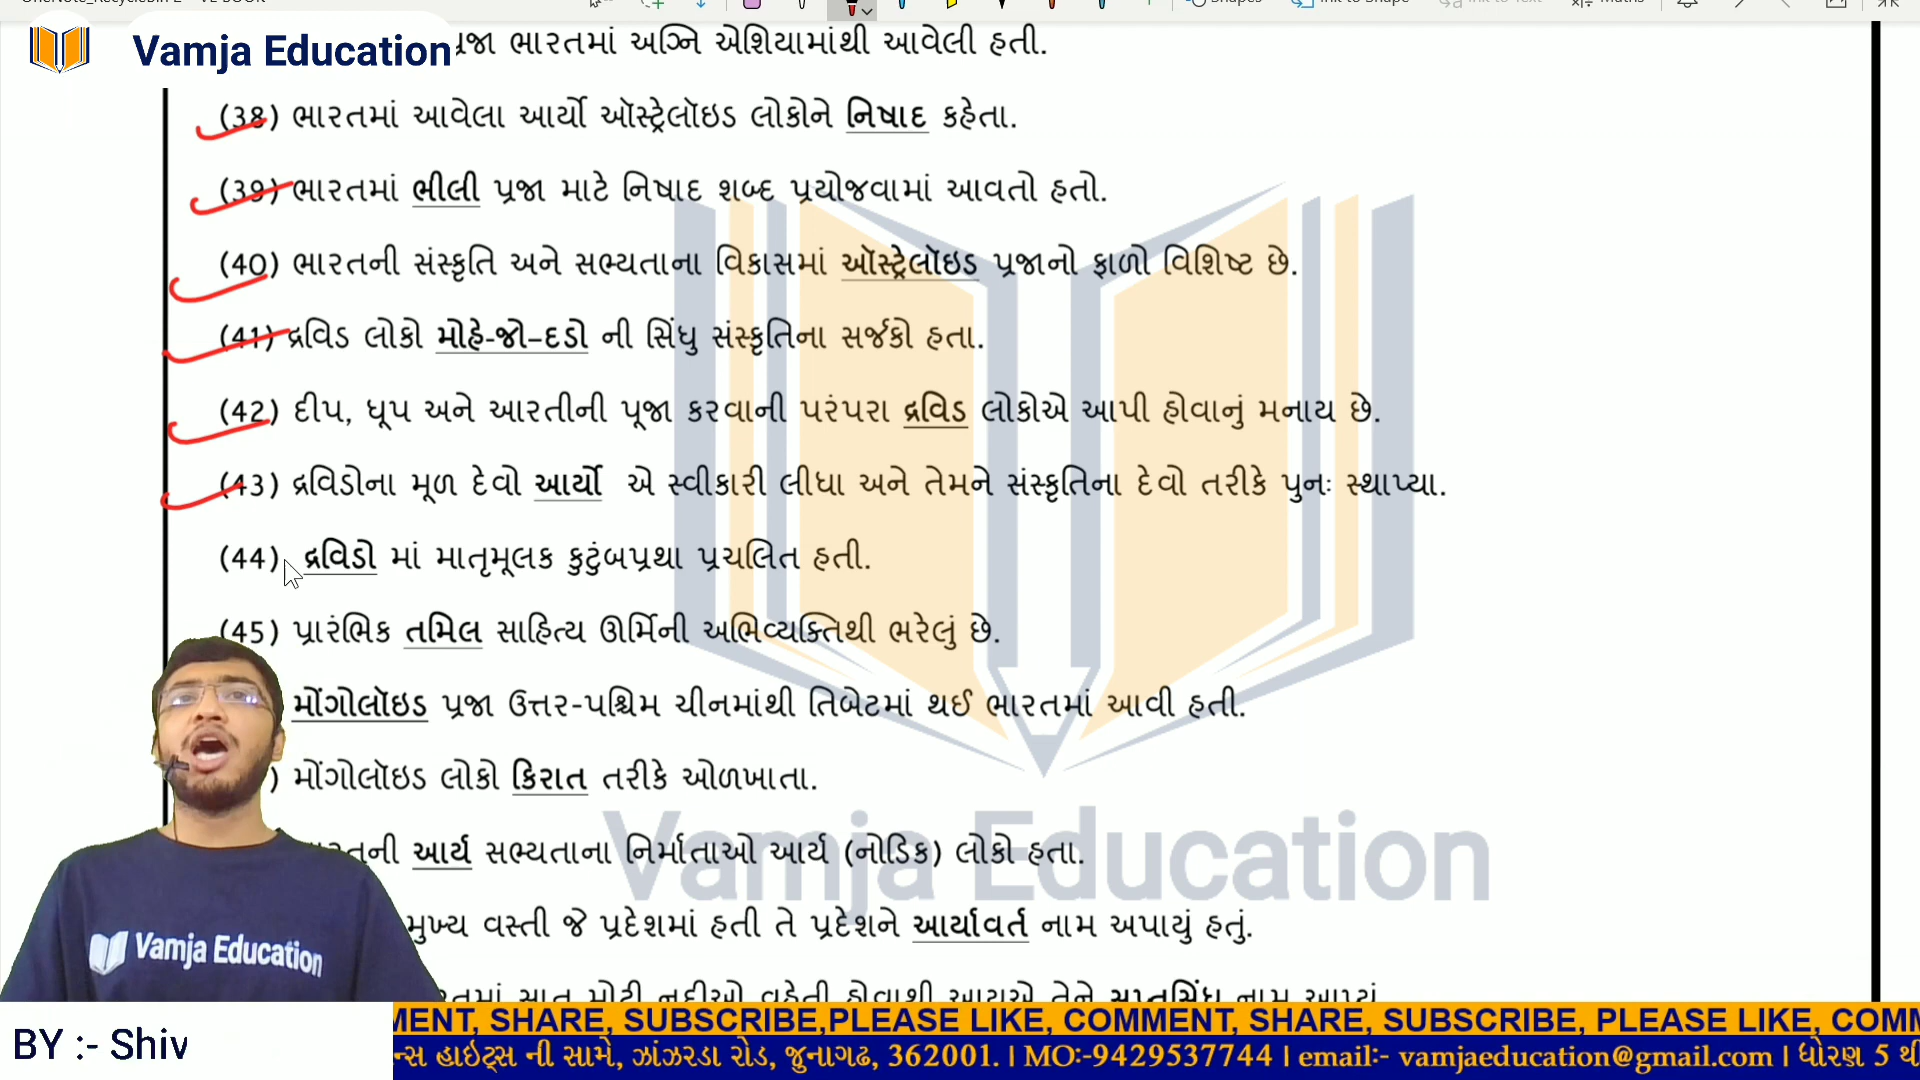 Vamja Education
પ્રજા ભારતમાં અગ્નિ એશિયામાંથી આવેલી હતી.
(38) ભારતમાં આવેલા આર્યો ઑસ્ટ્રેલૉઇડ લોકોને નિષાદ કહેતા.
(39) ભારતમાં ભીલી પ્રજા માટે નિષાદ શબ્દ પ્રયોજવામાં આવતો હતો.
(40) ભારતની સંસ્કૃતિ અને સભ્યતાના વિકાસમાં ઑસ્ટ્રેલૉઇડ પ્રજાનો ફાળો વિશિષ્ટ છે.
(41) દ્રવિડ લોકો મોહે-જો–દડો ની સિંધુ સંસ્કૃતિના સર્જકો હતા.
(42) દીપ, ધૂપ અને આરતીની પૂજા કરવાની પરંપરા દ્રવિડ લોકોએ આપી હોવાનું મનાય છે.
(43) દ્રવિડોના મૂળ દેવો આર્યો એ સ્વીકારી લીધા અને તેમને સંસ્કૃતિના દેવો તરીકે પુનઃ સ્થાપ્યા.
(44) દ્રવિડો માં માતૃમૂલક કુટુંબપ્રથા પ્રચલિત હતી.
(45) પ્રારંભિક તમિલ સાહિત્ય ઊર્મિની અભિવ્યક્તિથી ભરેલું છે.
મોંગોલૉઇડ પ્રજા ઉત્તર-પશ્ચિમ ચીનમાંથી તિબેટમાં થઈ ભારતમાં આવી હતી.
) મોંગોલૉઇડ લોકો કિરાત તરીકે ઓળખાતા.
આર્ય સભ્યતાના નિર્માતાઓ આર્ય (નોર્ડિક) લોકો હતા.
Vamja Education
મુખ્ય વસ્તી જે પ્રદેશમાં હતી તે પ્રદેશને આર્યાવર્ત નામ અપાયું હતું.
Vamja Education
સાત મોટી નદીઓ વહેતી હોવાથી
COMMENT, SHARE, SUBSCRIBE,PLEASE LIKE, COMMENT, SHARE, SUBSCRIBE, PLEASE LIKE, COMM
BY :- Shiv
ન્સ હાઇટ્સ ની સામે, ઝાંઝરડા રોડ, જુનાગઢ, 362001. | MO:-9429537744 | email:- vamjaeducation@gmail.com | ધોરણ 5 થી